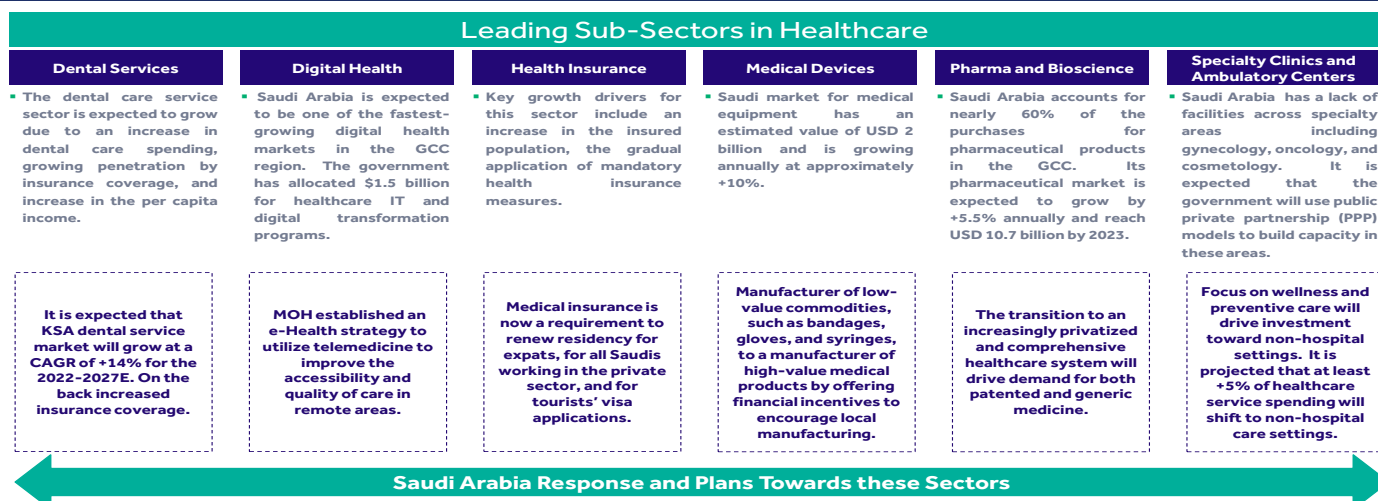 Leading Sub-Sectors in Healthcare
Dental Services
▪ The dental care service
sector is expected to grow
due to an increase in
dental care spending,
growing penetration by
insurance coverage, and
increase in the per capita
income.
Digital Health
▪ Saudi Arabia is expected
to be one of the fastest-
growing digital health
markets in the GCC
region. The government
has allocated $1.5 billion
for healthcare IT and
digital transformation
programs.
Health Insurance
▪ Key growth drivers for
this sector include an
increase in the insured
population, the gradual
application of mandatory
health insurance
measures.
Medical Devices
▪ Saudi market for medical
equipment has an
estimated value of USD 2
billion and is growing
annually at approximately
+10%.
Pharma and Bioscience
▪ Saudi Arabia accounts for
nearly 60% of the
purchases for
pharmaceutical products
in the GCC. Its
pharmaceutical market is
expected to grow by
+5.5% annually and reach
USD 10.7 billion by 2023.
Specialty Clinics and
Ambulatory Centers
▪ Saudi Arabia has a lack of
facilities across specialty
areas including
gynecology, oncology, and
cosmetology. It is
expected that the
government will use public
private partnership (PPP)
models to build capacity in
these areas.
It is expected that
KSA dental service
market will grow at a
CAGR of +14% for the
2022-2027E. On the
back increased
insurance coverage.
MOH established an
e-Health strategy to
utilize telemedicine to
improve the
accessibility and
quality of care in
remote areas.
Medical insurance is
now a requirement to
renew residency for
expats, for all Saudis
working in the private
sector, and for
tourists' visa
applications.
Manufacturer of low-
value commodities,
such as bandages,
gloves, and syringes,
to a manufacturer of
high-value medical
products by offering
financial incentives to
encourage local
manufacturing.
The transition to an
increasingly privatized
and comprehensive
healthcare system will
drive demand for both
patented and generic
medicine.
Focus on wellness and
preventive care will
drive investment
toward non-hospital
settings. It is
projected that at least
+5% of healthcare
service spending will
shift to non-hospital
care settings.
Saudi Arabia Response and Plans Towards these Sectors